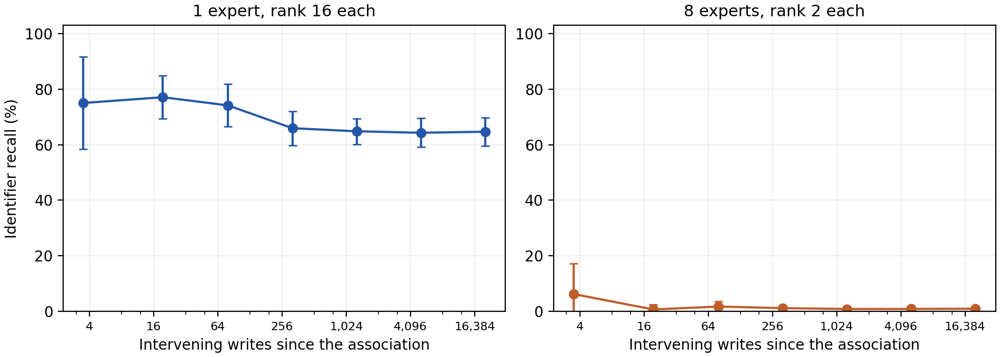 1 expert, rank 16 each
100
80
60
40
20
0
Identifier recall (%)
4 16 64 256 1,024 4,096 16,384
Intervening writes since the association
8 experts, rank 2 each
100
80
60
40
20
0
4 16 64 256 1,024 4,096 16,384
Intervening writes since the association